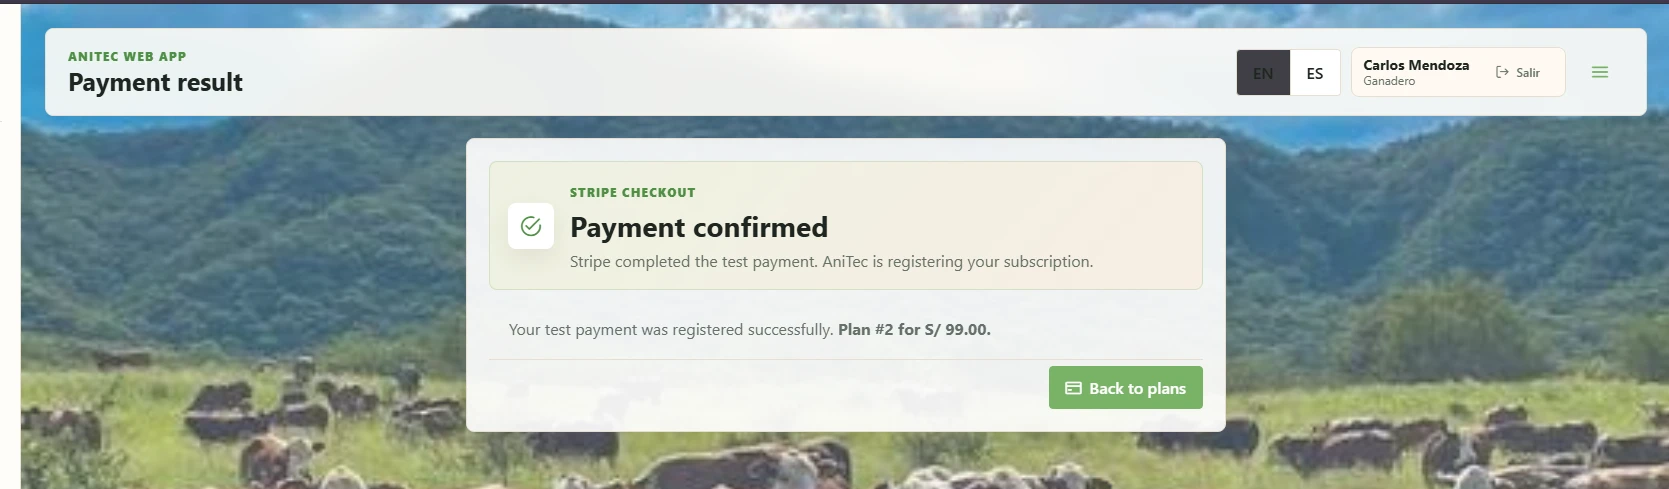 ANITEC WEB APP
Payment result
EN
ES
Carlos Mendoza
Ganadero
Salir
STRIPE CHECKOUT
Payment confirmed
Stripe completed the test payment. AniTec is registering your subscription.
Your test payment was registered successfully. Plan #2 for S/ 99.00.
Back to plans